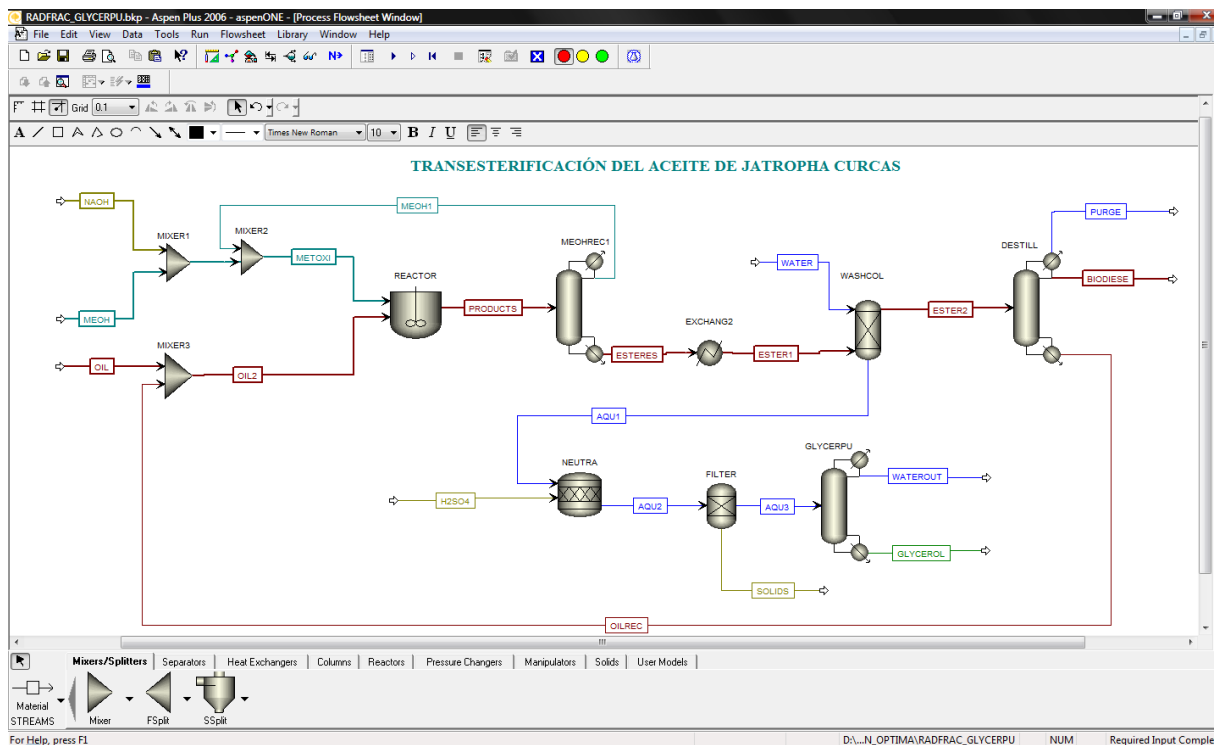 RADFRAC_GLYCERPU.bkp - Aspen Plus 2006 - aspenONE - [Process Flowsheet Window]
File Edit View Data Tools Run Flowsheet Library Window Help
N➔
Grid 0.1
A Times New Roman 10 B I U
TRANSESTERIFICACIÓN DEL ACEITE DE JATROPHA CURCAS
NAOH
MEOH1
PURGE
MIXER1
MIXER2
MEOHREC1
DESTILL
METOXI
WATER
WASHCOL
REACTOR
BIODIESE
PRODUCTS
ESTER2
MEOH
EXCHANG2
MIXER3
ESTERES
ESTER1
OIL
OIL2
AQU1
GLYCERPU
NEUTRA
FILTER
WATEROUT
H2SO4
AQU2
AQU3
GLYCEROL
SOLIDS
OILREC
Mixers/Splitters Separators Heat Exchangers Columns Reactors Pressure Changers Manipulators Solids User Models
Material
STREAMS Mixer FSplit SSplit
For Help, press F1 D:\...N_OPTIMA\RADFRAC_GLYCERPU NUM Required Input Comple